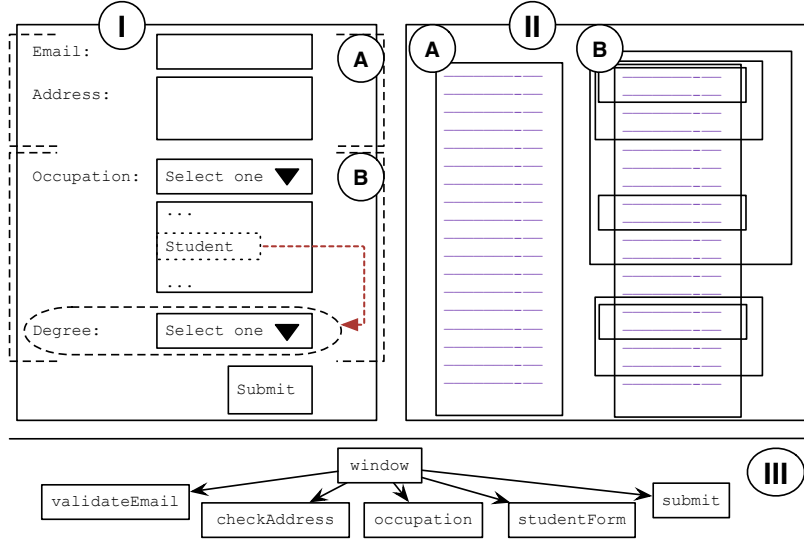 I
II
Email:
A
A
B
Address:
Occupation:
Select one
B
...
Student
...
Degree:
Select one
Submit
III
window
validateEmail
checkAddress
occupation
studentForm
submit